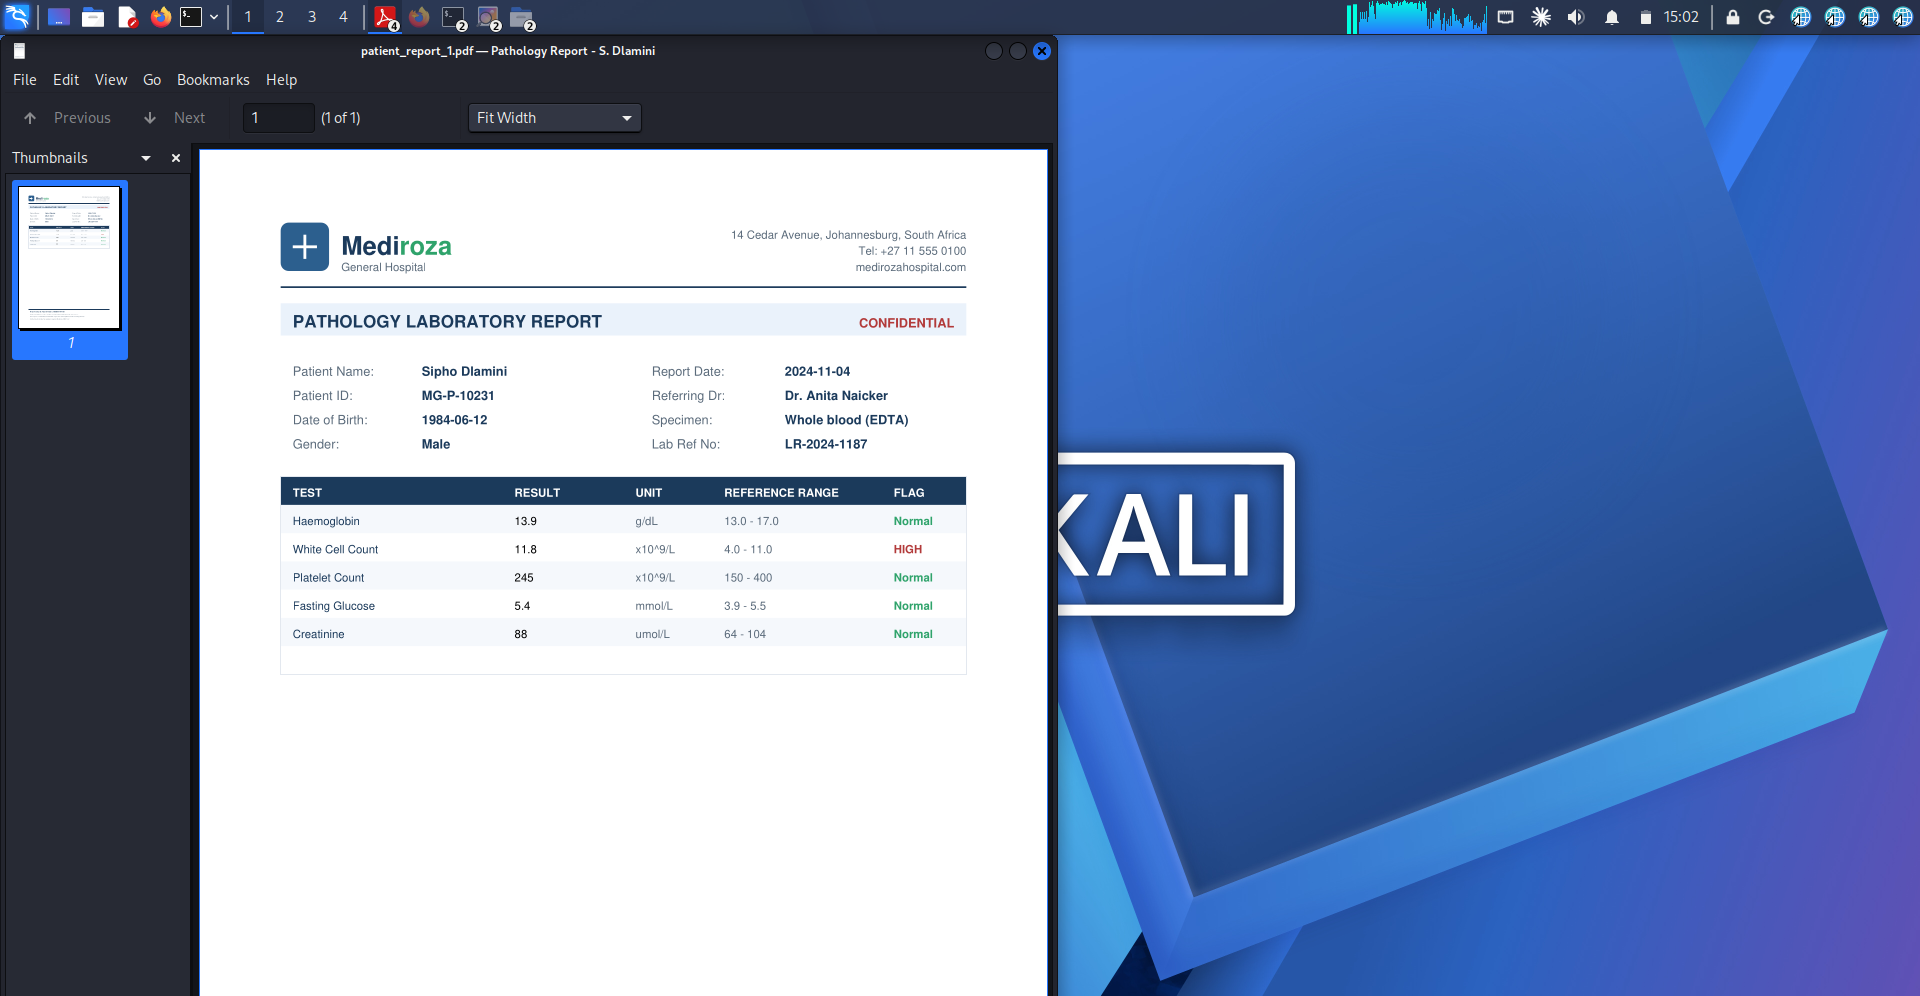 1 2 3 4 4 2 2 2 15:02
patient_report_1.pdf — Pathology Report - S. Dlamini
File Edit View Go Bookmarks Help
Previous Next 1 (1 of 1) Fit Width
Thumbnails
1
Mediroza
General Hospital
14 Cedar Avenue, Johannesburg, South Africa
Tel: +27 11 555 0100
medirozahospital.com
PATHOLOGY LABORATORY REPORT CONFIDENTIAL
Patient Name: Sipho Dlamini Report Date: 2024-11-04
Patient ID: MG-P-10231 Referring Dr: Dr. Anita Naicker
Date of Birth: 1984-06-12 Specimen: Whole blood (EDTA)
Gender: Male Lab Ref No: LR-2024-1187
TEST RESULT UNIT REFERENCE RANGE FLAG
Haemoglobin 13.9 g/dL 13.0 - 17.0 Normal
White Cell Count 11.8 x10^9/L 4.0 - 11.0 HIGH
Platelet Count 245 x10^9/L 150 - 400 Normal
Fasting Glucose 5.4 mmol/L 3.9 - 5.5 Normal
Creatinine 88 umol/L 64 - 104 Normal
KALI